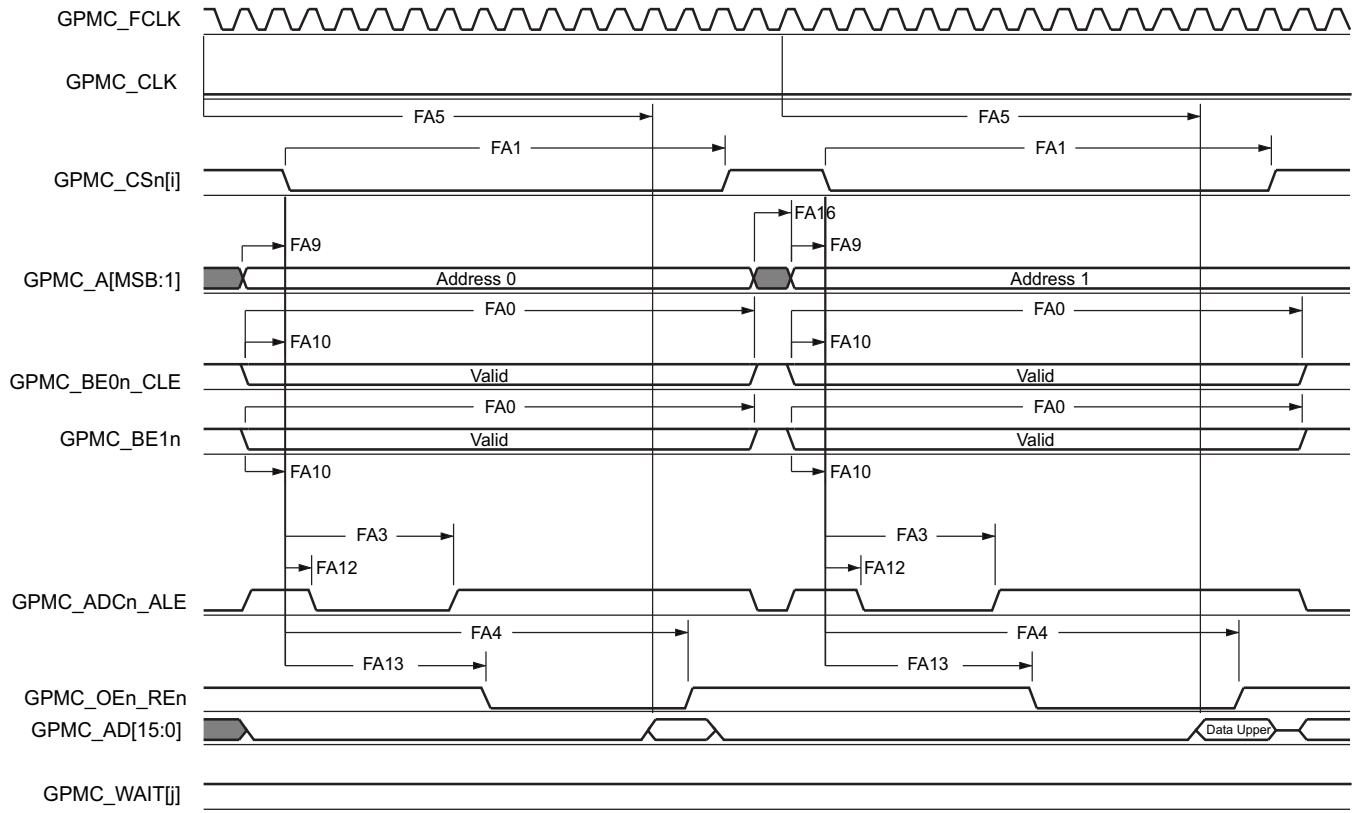 GPMC_FCLK
GPMC_CLK
FA5 FA5
FA1 FA1
GPMC_CSn[i]
FA16
FA9 FA9
GPMC_A[MSB:1] Address 0 Address 1
FA0 FA0
FA10 FA10
GPMC_BE0n_CLE Valid Valid
FA0 FA0
GPMC_BE1n Valid Valid
FA10 FA10
FA3 FA3
FA12 FA12
GPMC_ADCn_ALE
FA4 FA4
FA13 FA13
GPMC_OEn_REn
GPMC_AD[15:0] Data Upper
GPMC_WAIT[j]